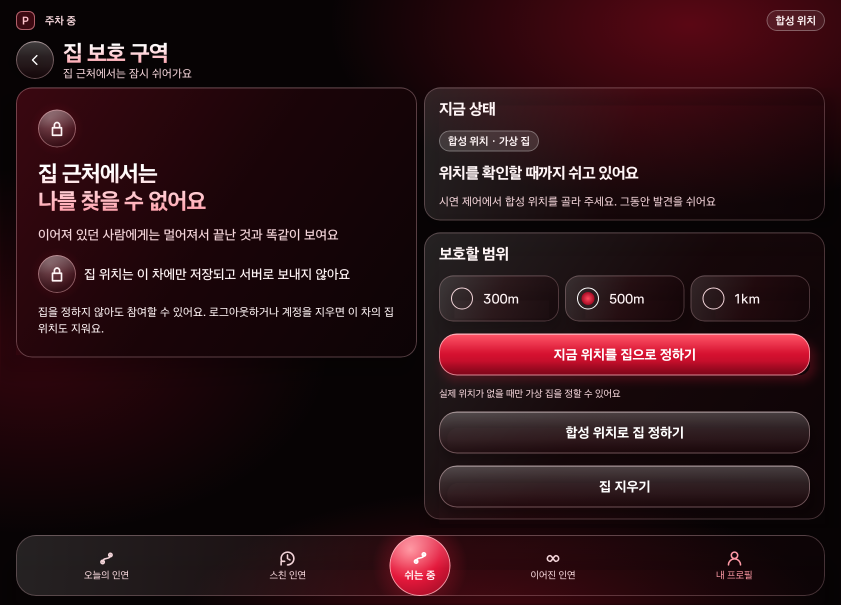 P 주차 중
합성 위치
집 보호 구역
집 근처에서는 잠시 쉬어가요
집 근처에서는
나를 찾을 수 없어요
이어져 있던 사람에게는 멀어져서 끝난 것과 똑같이 보여요
집 위치는 이 차에만 저장되고 서버로 보내지 않아요
집을 정하지 않아도 참여할 수 있어요. 로그아웃하거나 계정을 지우면 이 차의 집
위치도 지워요.
지금 상태
합성 위치 · 가상 집
위치를 확인할 때까지 쉬고 있어요
시연 제어에서 합성 위치를 골라 주세요. 그동안 발견을 쉬어요
보호할 범위
300m
500m
1km
지금 위치를 집으로 정하기
실제 위치가 없을 때만 가상 집을 정할 수 있어요
합성 위치로 집 정하기
집 지우기
오늘의 인연
스친 인연
쉬는 중
이어진 인연
내 프로필